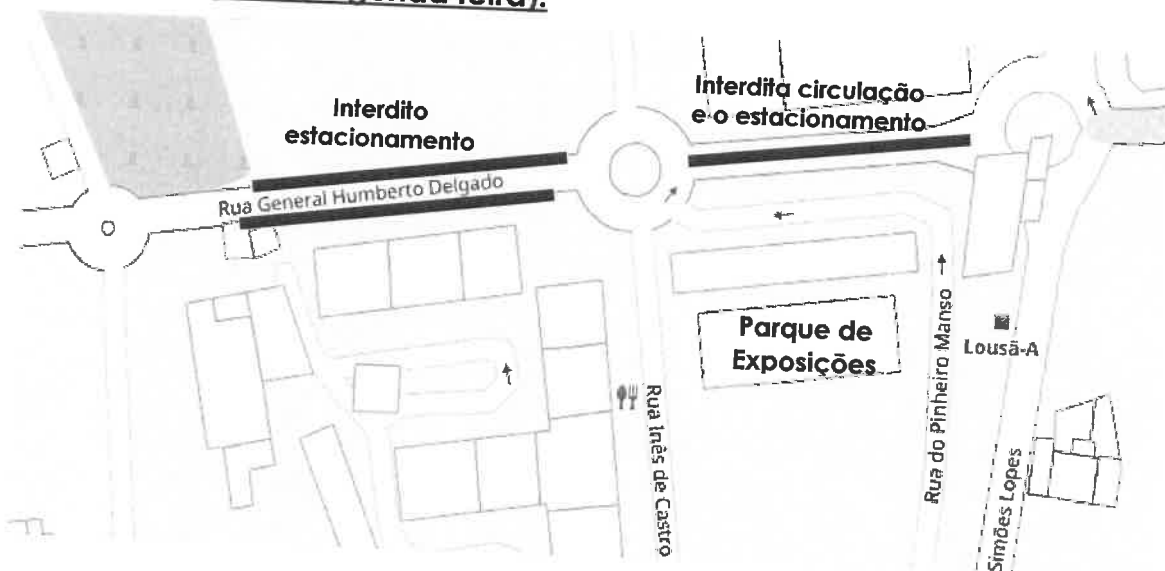 feira).
Interdito
estacionamento
Interdita circulação
e o estacionamento
Rua General Humberto Delgado
Parque de
Exposições
Lousã-A
Rua Inês de Castro
Rua do Pinheiro Manso
Simões Lopes